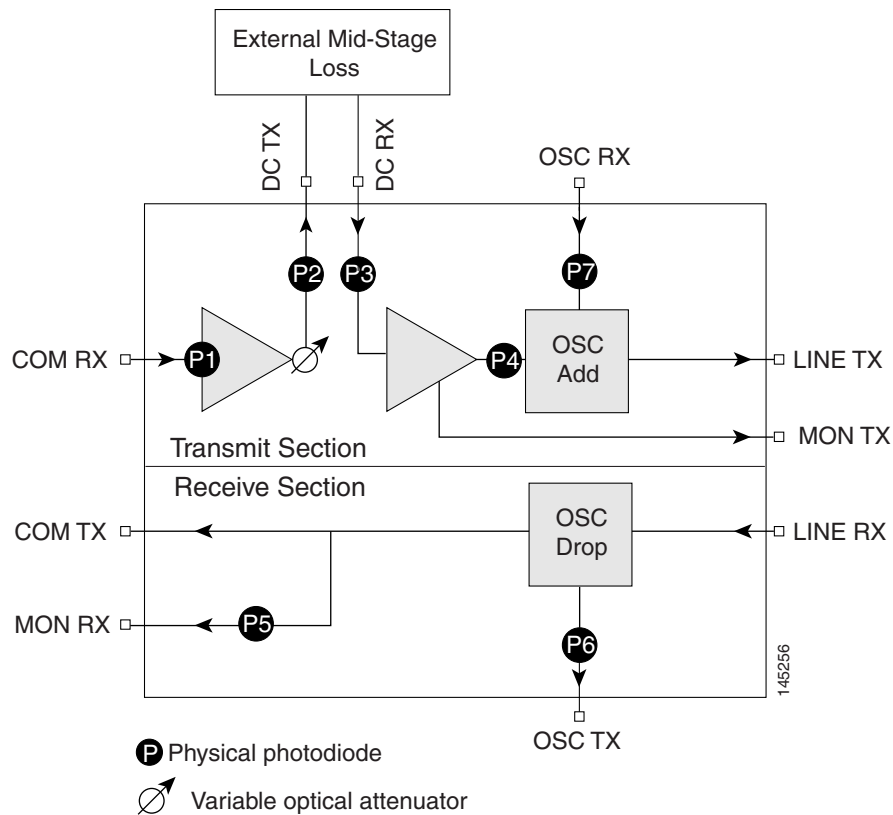 External Mid-Stage
Loss
DC TX
DC RX
OSC RX
P2
P3
P7
COM RX
P1
P4
OSC
Add
LINE TX
MON TX
Transmit Section
Receive Section
COM TX
OSC
Drop
LINE RX
MON RX
P5
P6
145256
OSC TX
P Physical photodiode
Variable optical attenuator